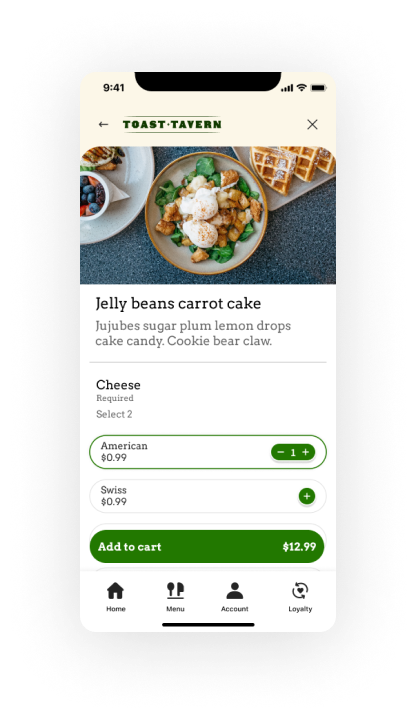 9:41
TOAST·TAVERN
Jelly beans carrot cake
Jujubes sugar plum lemon drops
cake candy. Cookie bear claw.
Cheese
Required
Select 2
American
$0.99
− 1 +
Swiss
$0.99
+
Add to cart $12.99
Home Menu Account Loyalty